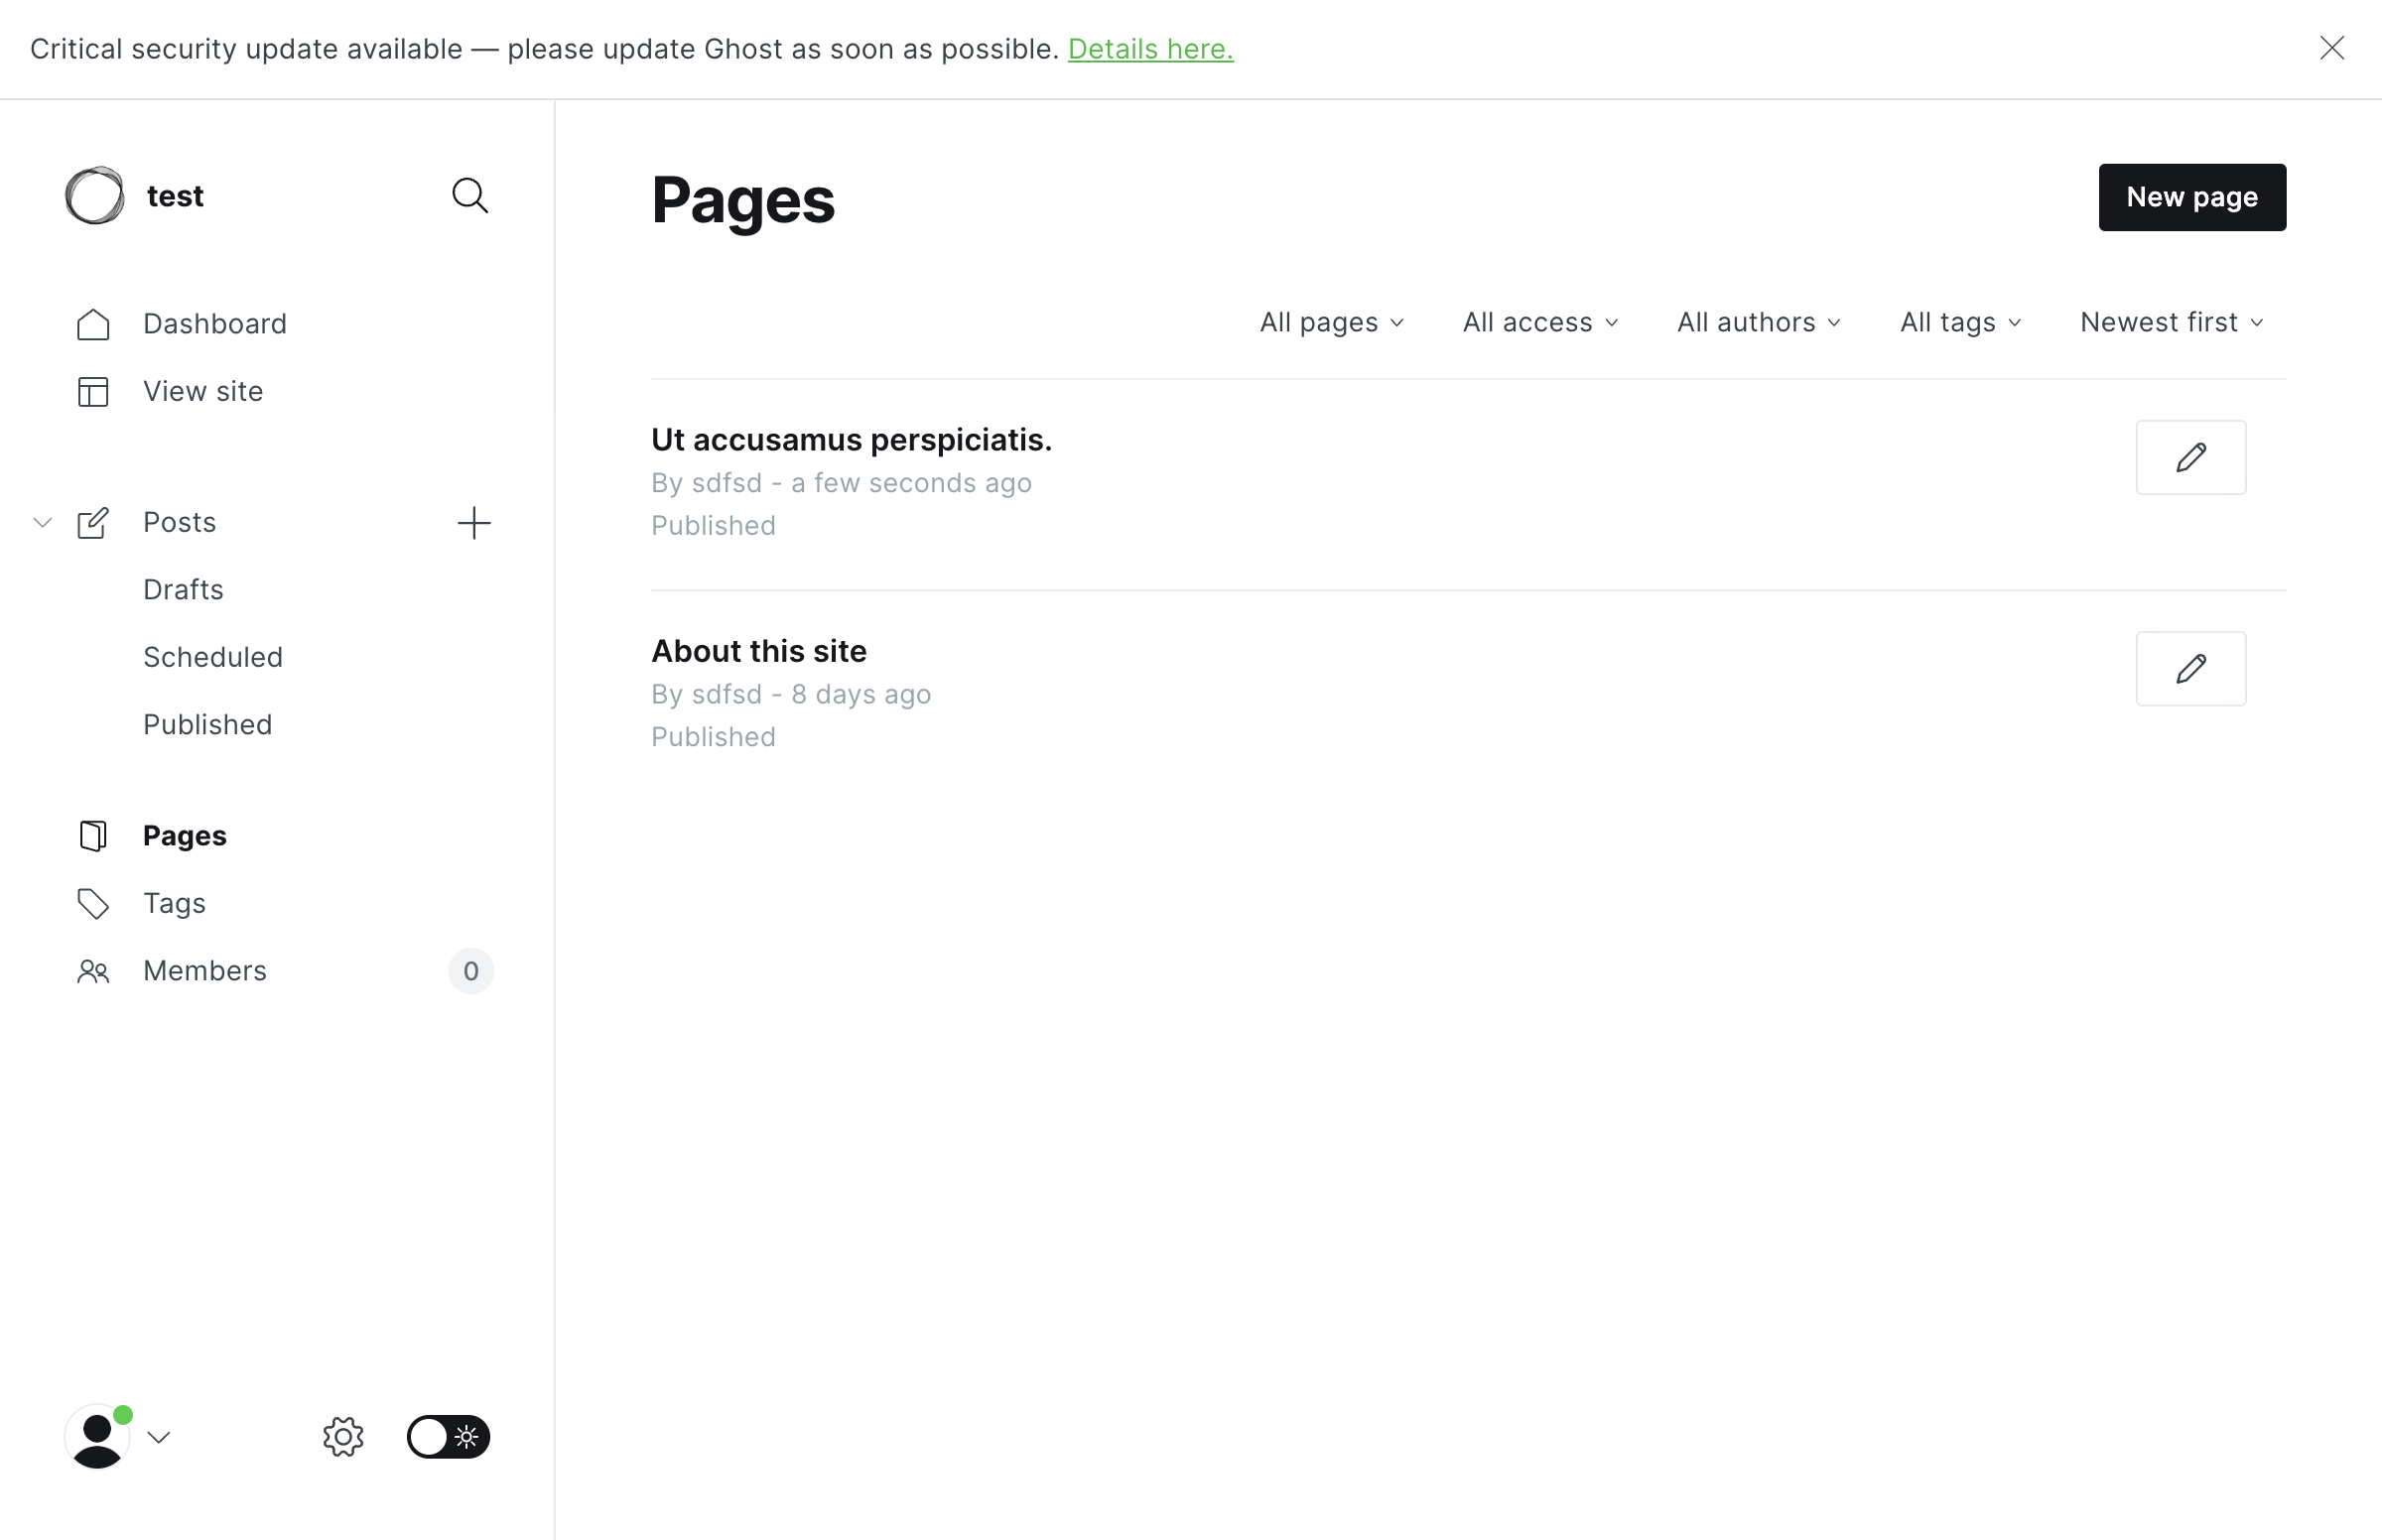 Critical security update available — please update Ghost as soon as possible. Details here.
test
Dashboard
View site
Posts
Drafts
Scheduled
Published
Pages
Tags
Members 0
Pages
New page
All pages All access All authors All tags Newest first
Ut accusamus perspiciatis.
By sdfsd - a few seconds ago
Published
About this site
By sdfsd - 8 days ago
Published